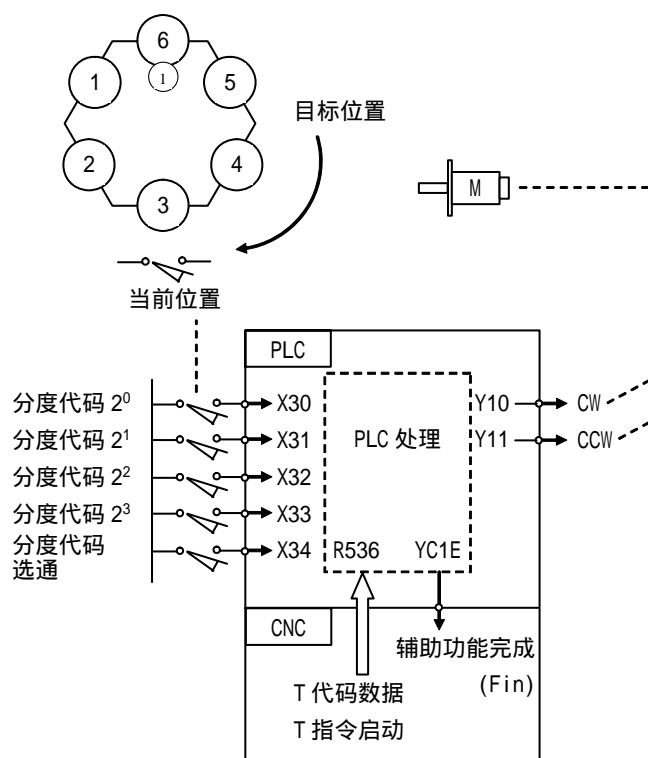 6
1
5
1
目标位置
2
4
M
3
当前位置
PLC
分度代码 2⁰
X30
Y10
CW
分度代码 2¹
X31
PLC 处理
Y11
CCW
分度代码 2²
X32
分度代码 2³
X33
分度代码
选通
X34
R536
YC1E
CNC
辅助功能完成
(Fin)
T 代码数据
T 指令启动